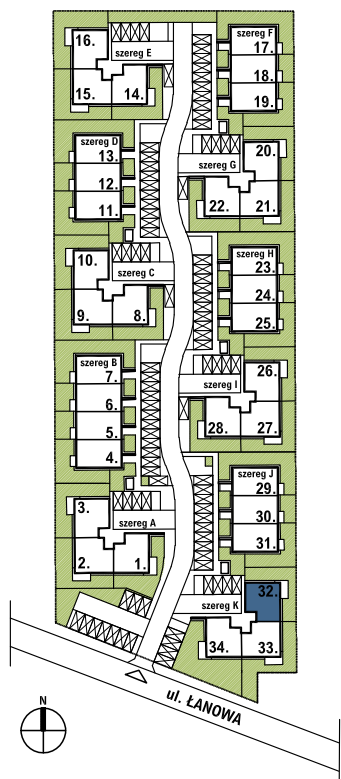 16.
szereg E
15.
14.
szereg F
17.
18.
19.
szereg D
13.
12.
11.
szereg G
20.
22.
21.
10.
szereg C
9.
8.
szereg H
23.
24.
25.
szereg B
7.
6.
5.
4.
26.
szereg I
28.
27.
szereg J
29.
30.
31.
3.
szereg A
2.
1.
32.
szereg K
34.
33.
ul. ŁANOWA
N